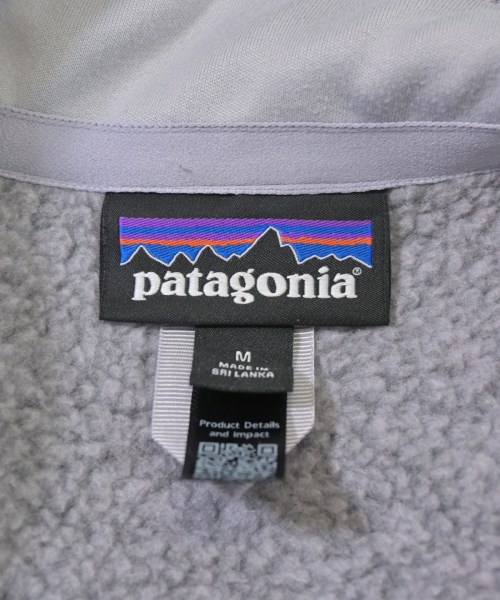 patagonia®
M
MADE IN
SRI LANKA
Product Details
and Impact